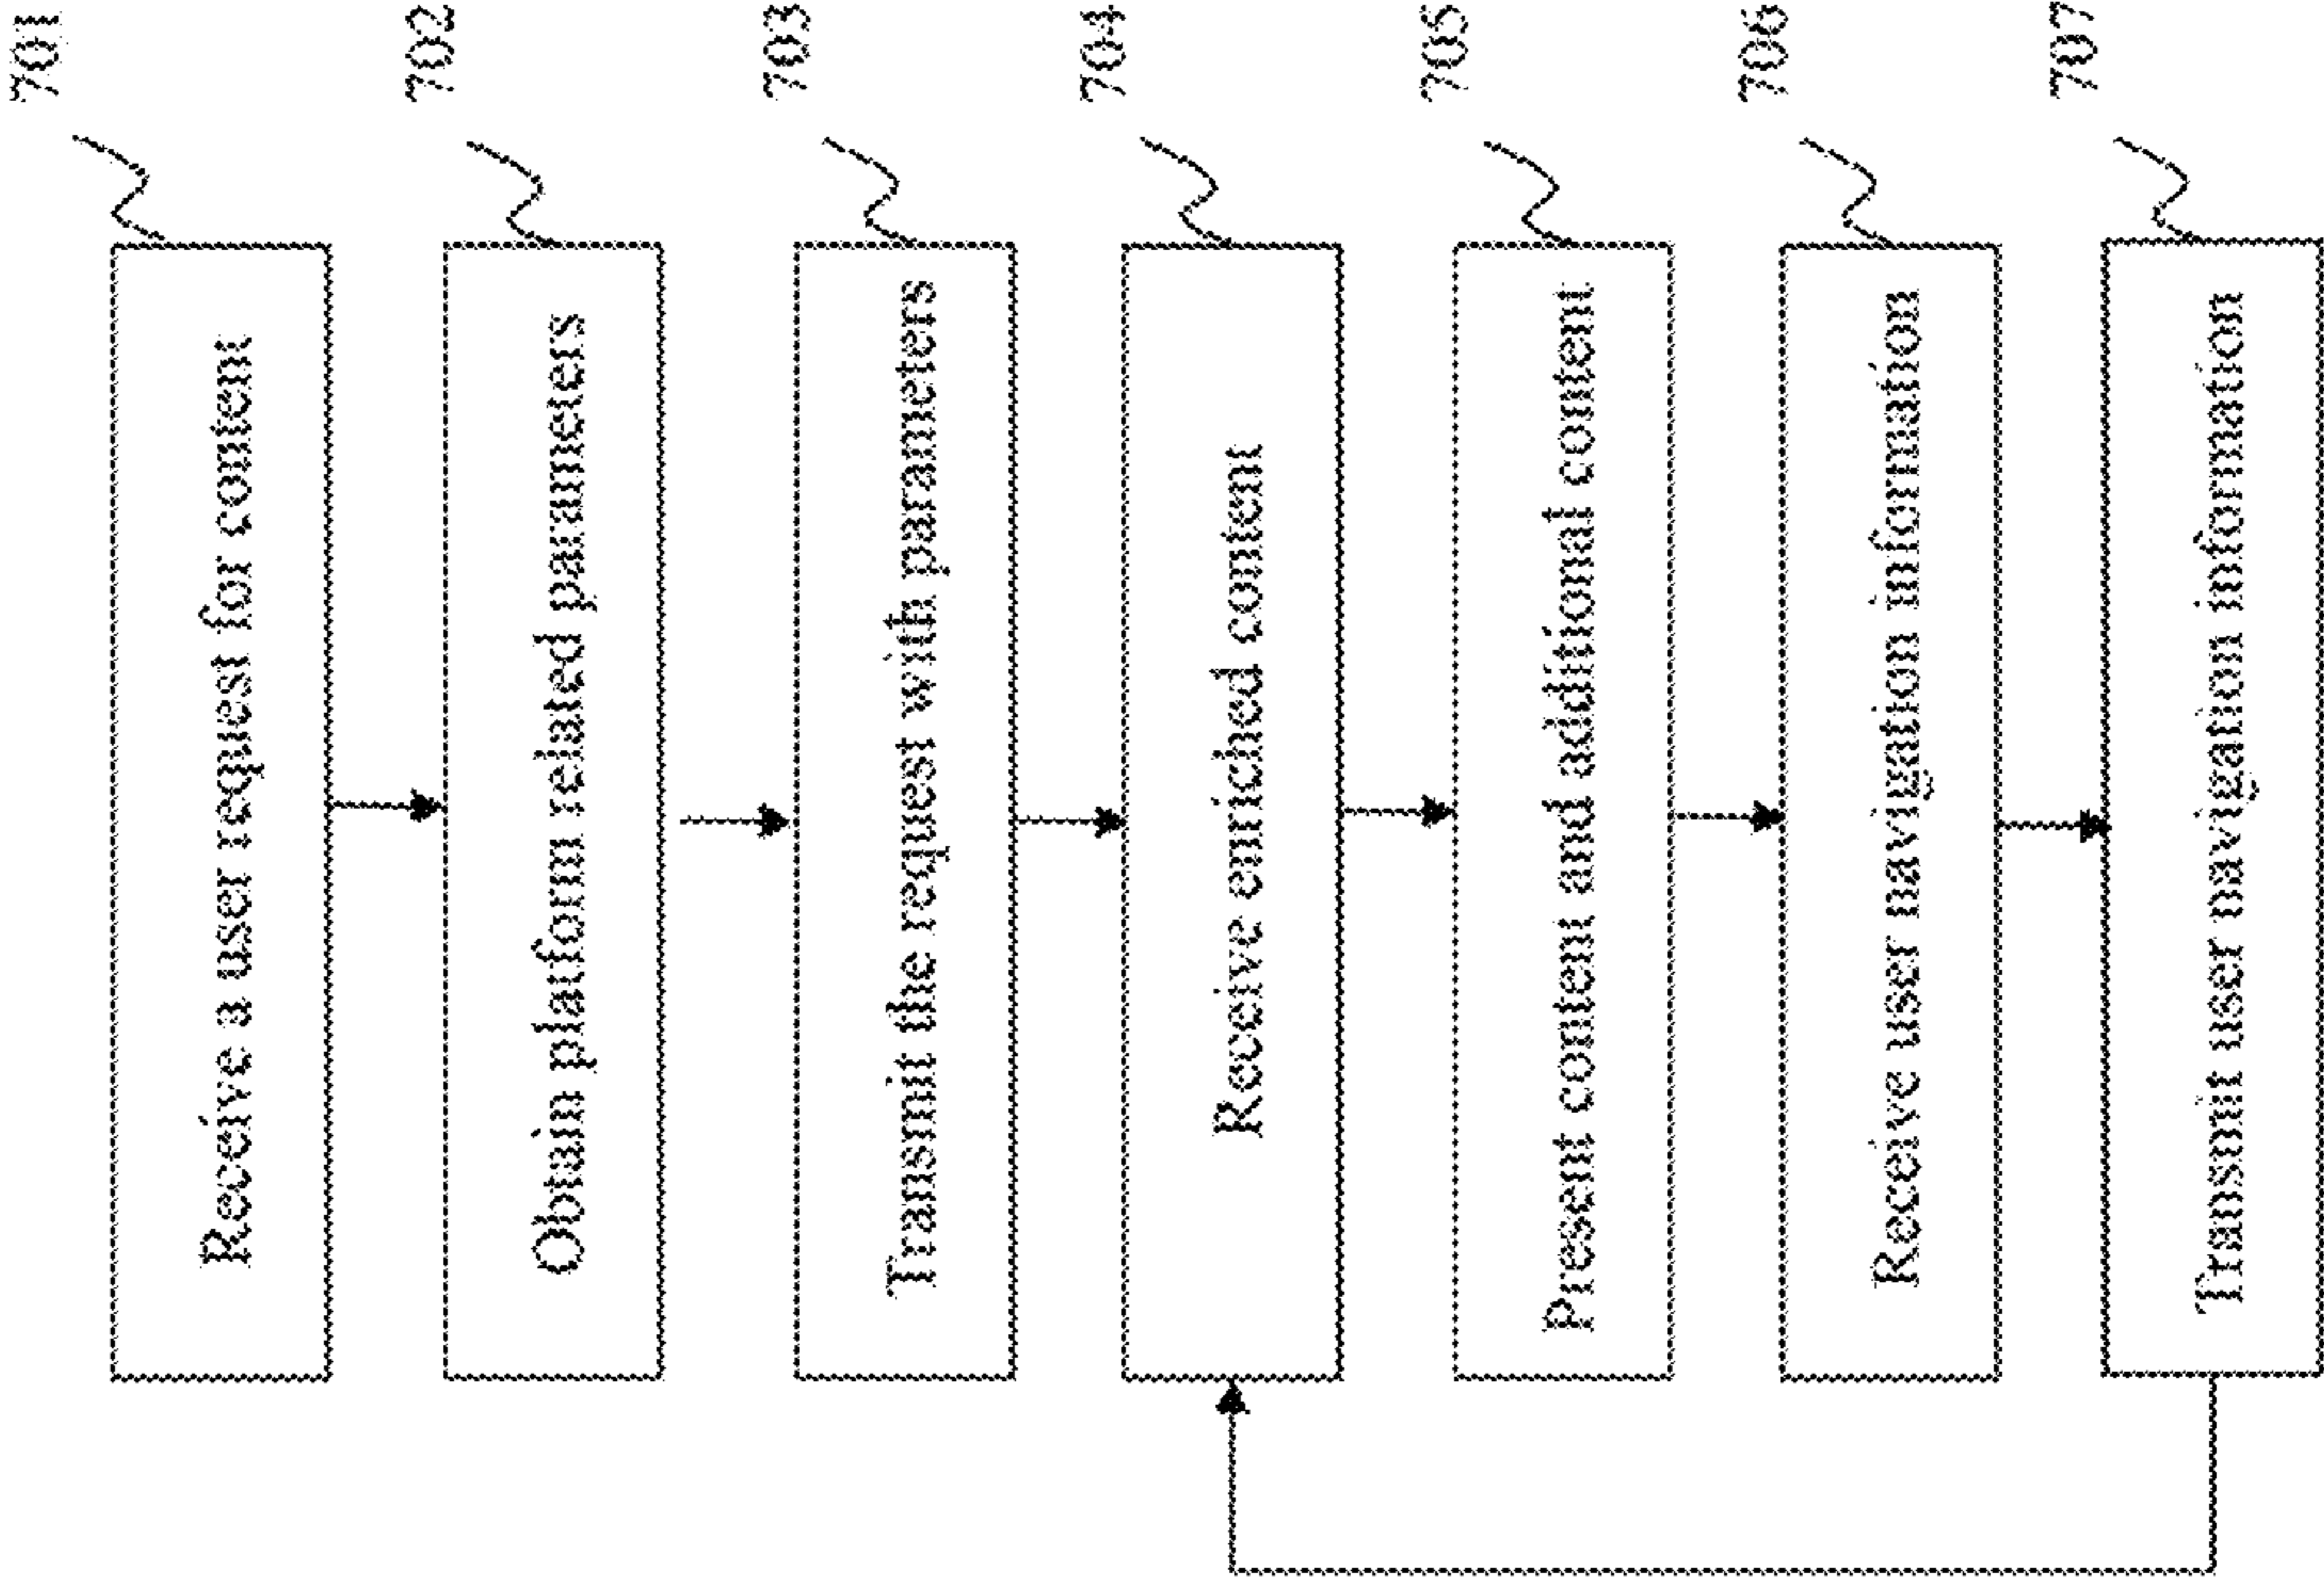 Receive a user request for content
701
Obtain platform related parameters
702
Transmit the request with parameters
703
Receive enriched content
704
Present content and additional content
705
Receive user navigation information
706
Transmit user navigation information
707